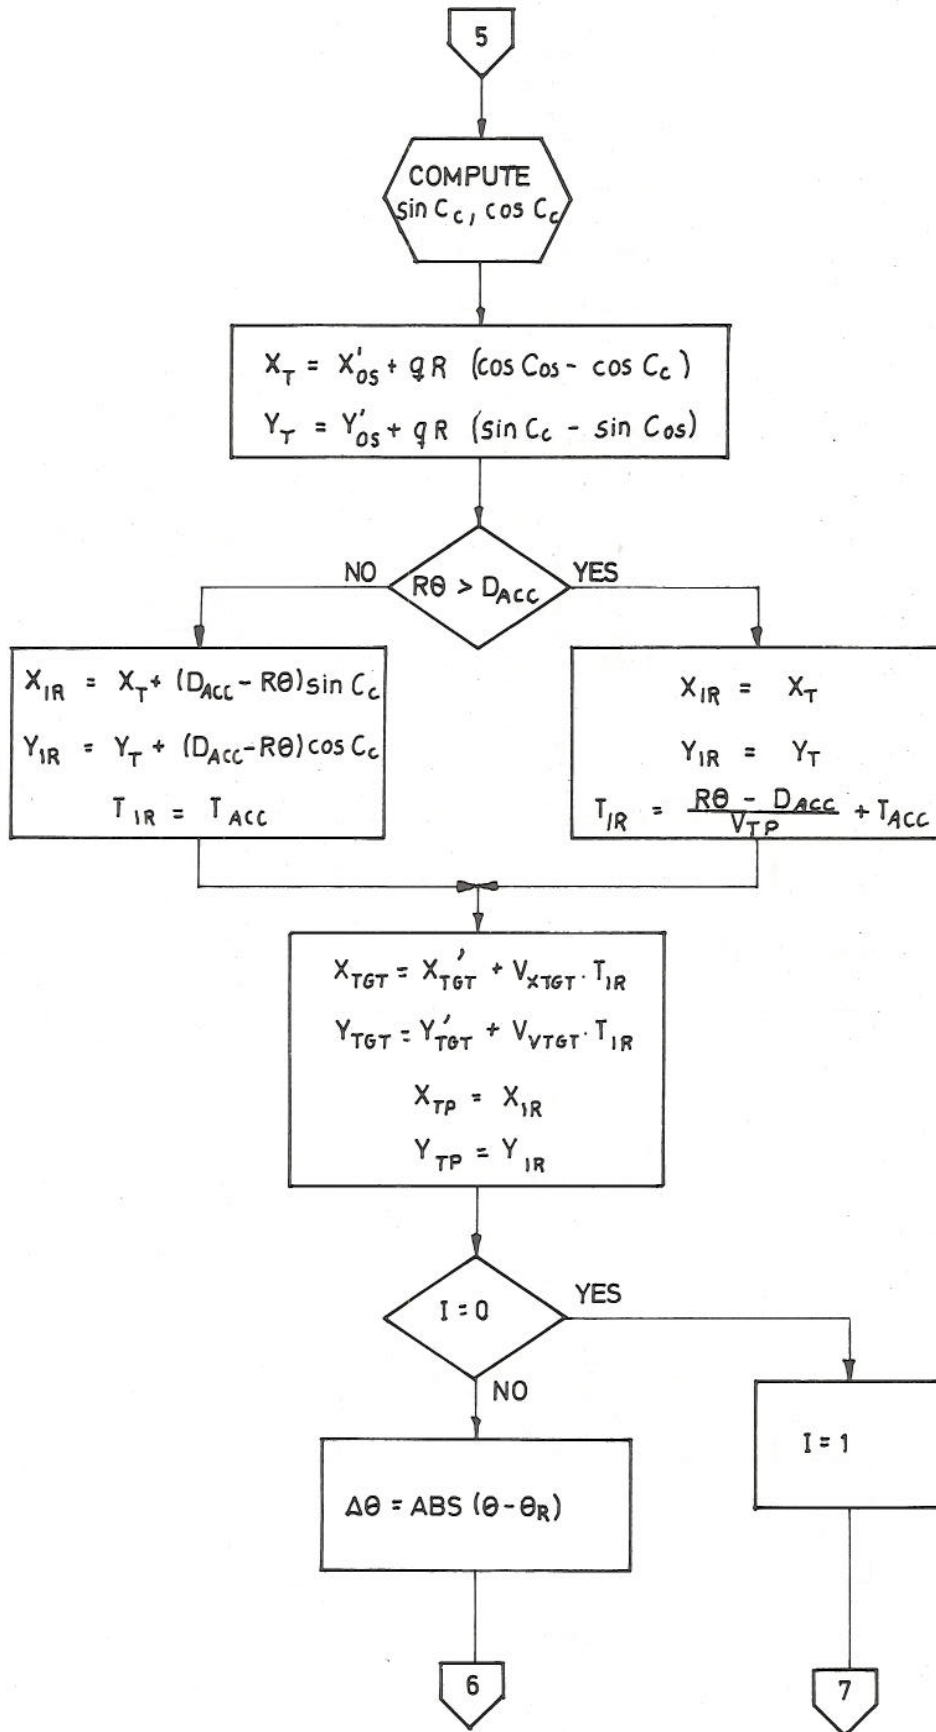 5
COMPUTE
sin C_c, cos C_c
X_T = X'_OS + qR (cos C_OS - cos C_c)
Y_T = Y'_OS + qR (sin C_c - sin C_OS)
NO
Rθ > D_ACC
YES
X_IR = X_T + (D_ACC - Rθ) sin C_c
Y_IR = Y_T + (D_ACC - Rθ) cos C_c
T_IR = T_ACC
X_IR = X_T
Y_IR = Y_T
T_IR = (Rθ - D_ACC) / V_TP + T_ACC
X_TGT = X'_TGT + V_XTGT · T_IR
Y_TGT = Y'_TGT + V_VTGT · T_IR
X_TP = X_IR
Y_TP = Y_IR
I = 0
YES
NO
I = 1
Δθ = ABS (θ - θ_R)
6
7